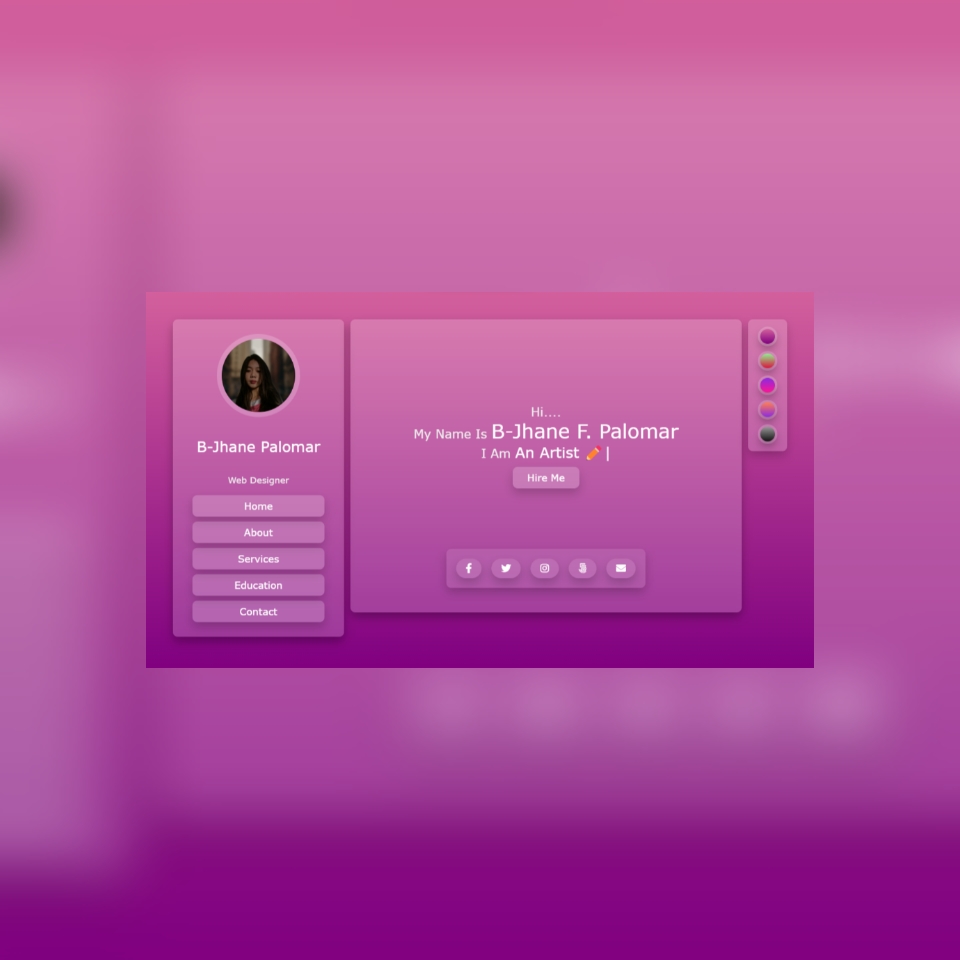 B-Jhane Palomar
Web Designer
Home
About
Services
Education
Contact
Hi....
My Name Is B-Jhane F. Palomar
I Am An Artist ✏️ |
Hire Me